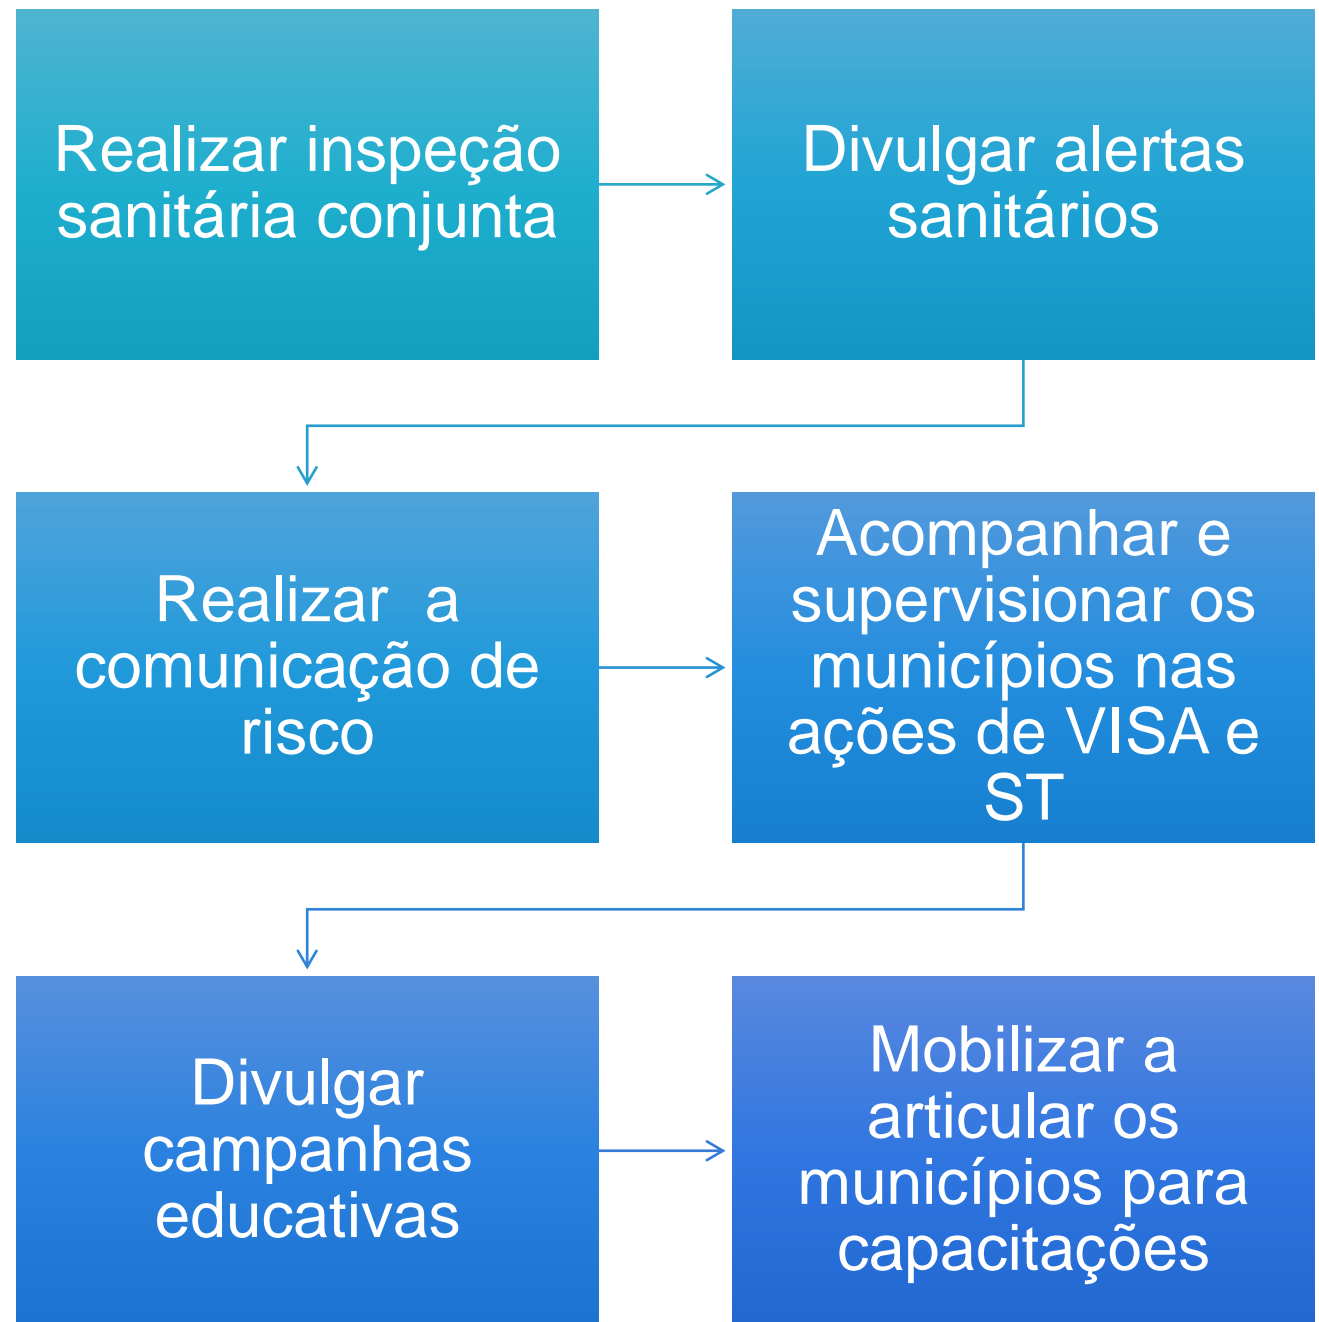 Realizar inspeção
sanitária conjunta
Divulgar alertas
sanitários
Realizar a
comunicação de
risco
Acompanhar e
supervisionar os
municípios nas
ações de VISA e
ST
Divulgar
campanhas
educativas
Mobilizar a
articular os
municípios para
capacitações